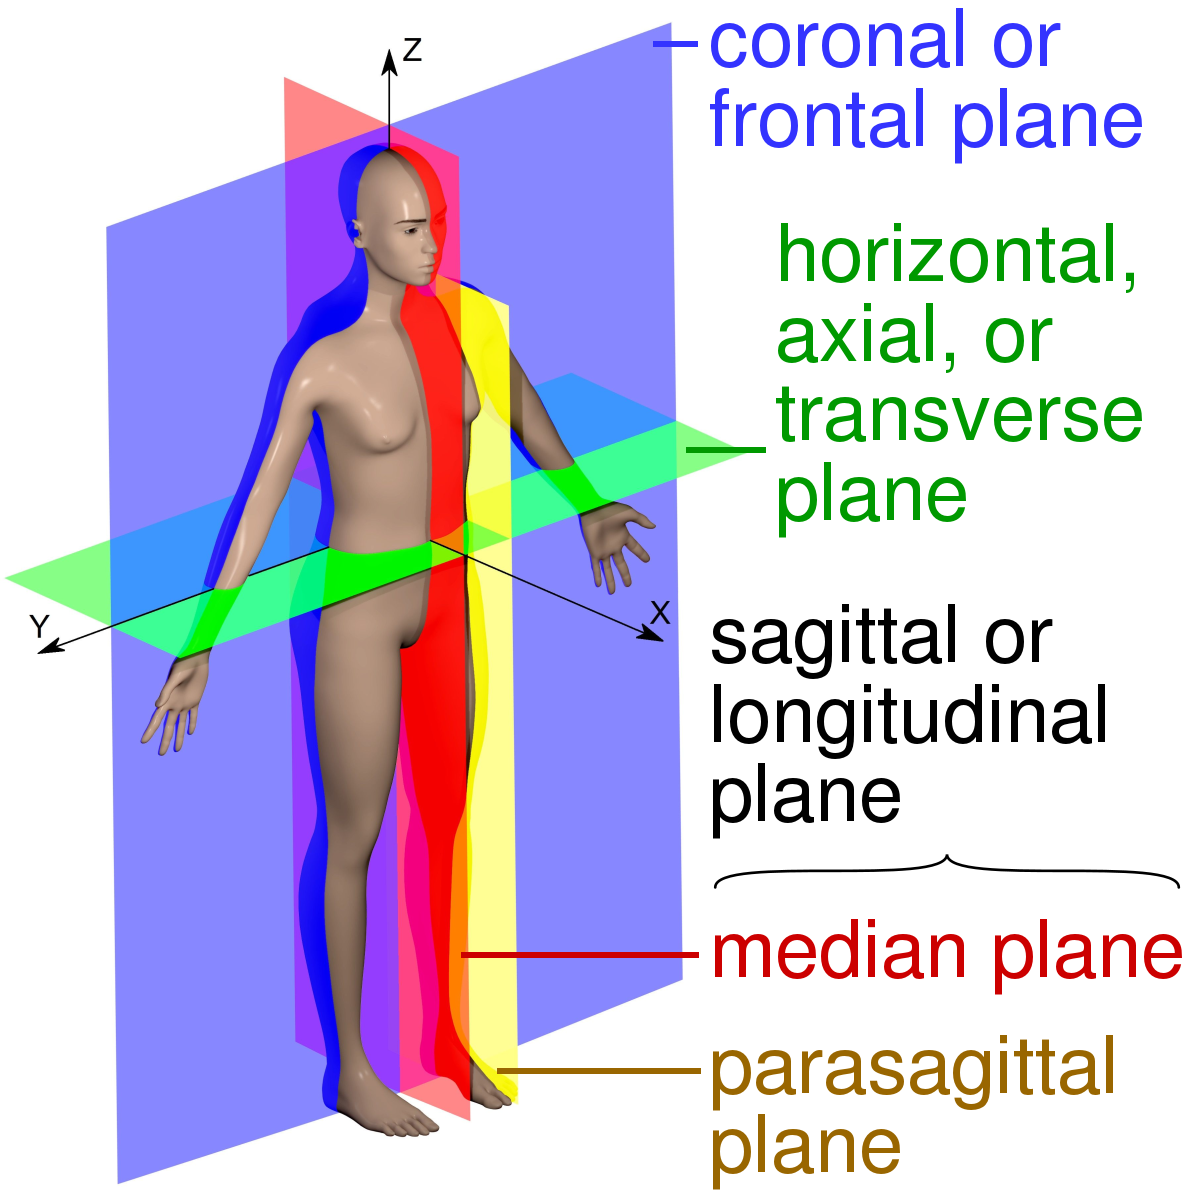 Z
coronal or
frontal plane
horizontal,
axial, or
transverse
plane
Y
X
sagittal or
longitudinal
plane
median plane
parasagittal
plane